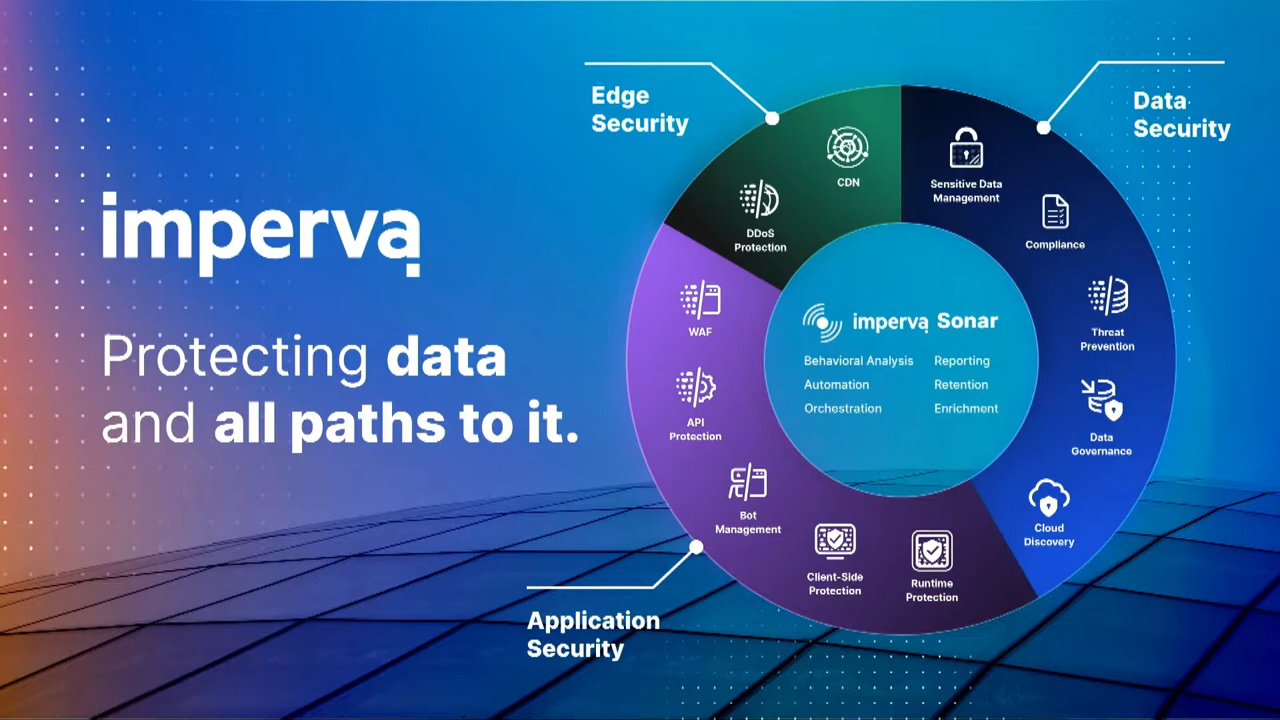 imperva
Protecting data
and all paths to it.
Edge
Security
Data
Security
Application
Security
CDN
DDoS
Protection
Sensitive Data
Management
Compliance
Threat
Prevention
Data
Governance
Cloud
Discovery
Runtime
Protection
Client-Side
Protection
Bot
Management
API
Protection
WAF
imperva Sonar
Behavioral Analysis
Reporting
Automation
Retention
Orchestration
Enrichment